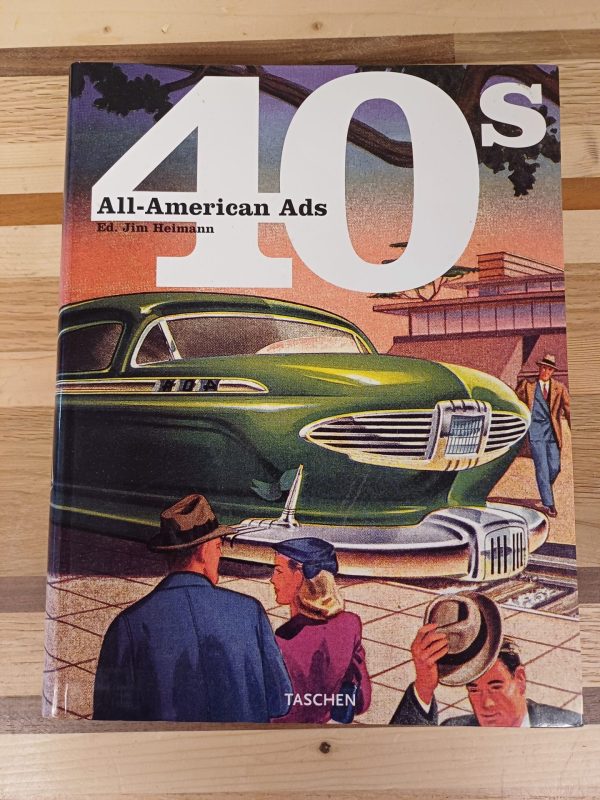 40s
All-American Ads
Ed. Jim Heimann
TASCHEN